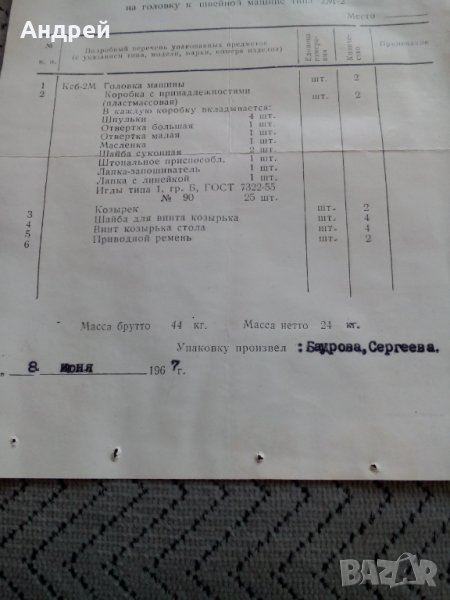 Андрей
на головку к швейной машине типа 2М-2
Место
№ п. п.
Подробный перечень упакованных предметов (с указанием типа, модели, марки, номера изделия)
Единица измерения
Количество
Примечание
1 Кс6-2М Головка машины шт. 2
2 Коробка с принадлежностями шт. 2
(пластмассовая)
В каждую коробку вкладывается:
Шпульки 4 шт.
Отвертка большая 1 шт.
Отвертка малая 1 шт.
Масленка 1 шт.
Шайба суконная 2 шт.
Штопальное приспособл. 1 шт.
Лапка-запошиватель 1 шт.
Лапка с линейкой 1 шт.
Иглы типа 1, гр. Б, ГОСТ 7322-55
№ 90 25 шт.
3 Козырек шт. 2
4 Шайба для винта козырька шт. 4
5 Винт козырька стола шт. 4
6 Приводной ремень шт. 2
Масса брутто 44 кг. Масса нетто 24 кг.
Упаковку произвел :Баурова,Сергеева.
„ 8. июня 1967г.
BAZAR